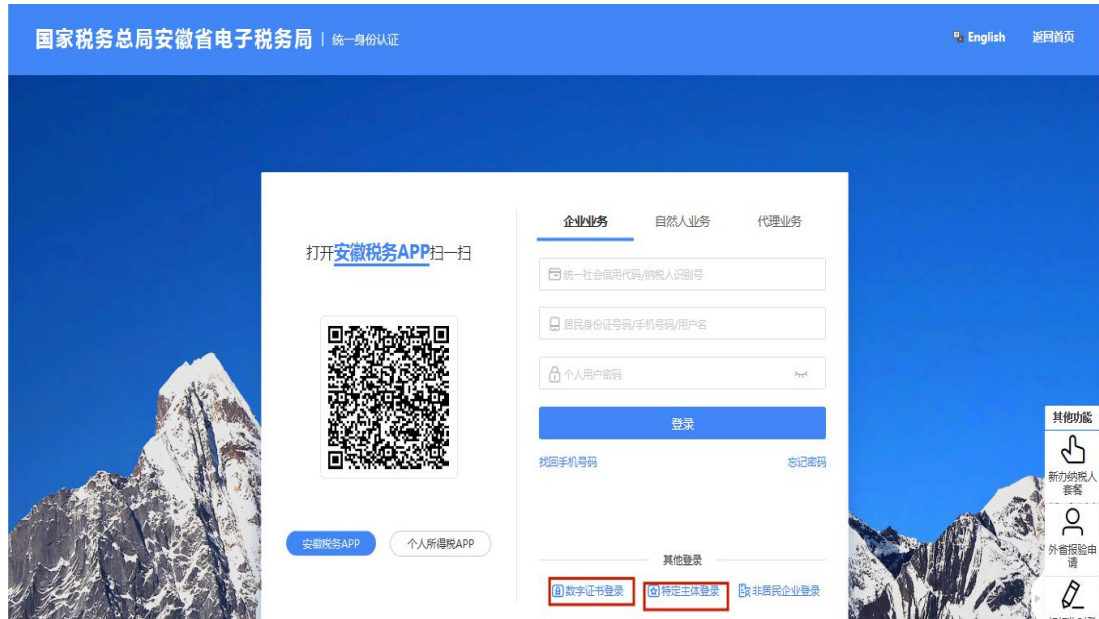 国家税务总局安徽省电子税务局 | 统一身份认证
English 返回首页
企业业务 自然人业务 代理业务
打开安徽税务APP扫一扫
统一社会信用代码/纳税人识别号
居民身份证号码/手机号码/用户名
个人用户密码
登录
找回手机号码 忘记密码
安徽税务APP 个人所得税APP
其他登录
数字证书登录 特定主体登录 非居民企业登录
其他功能
新办纳税人
套餐
外省报验申
请